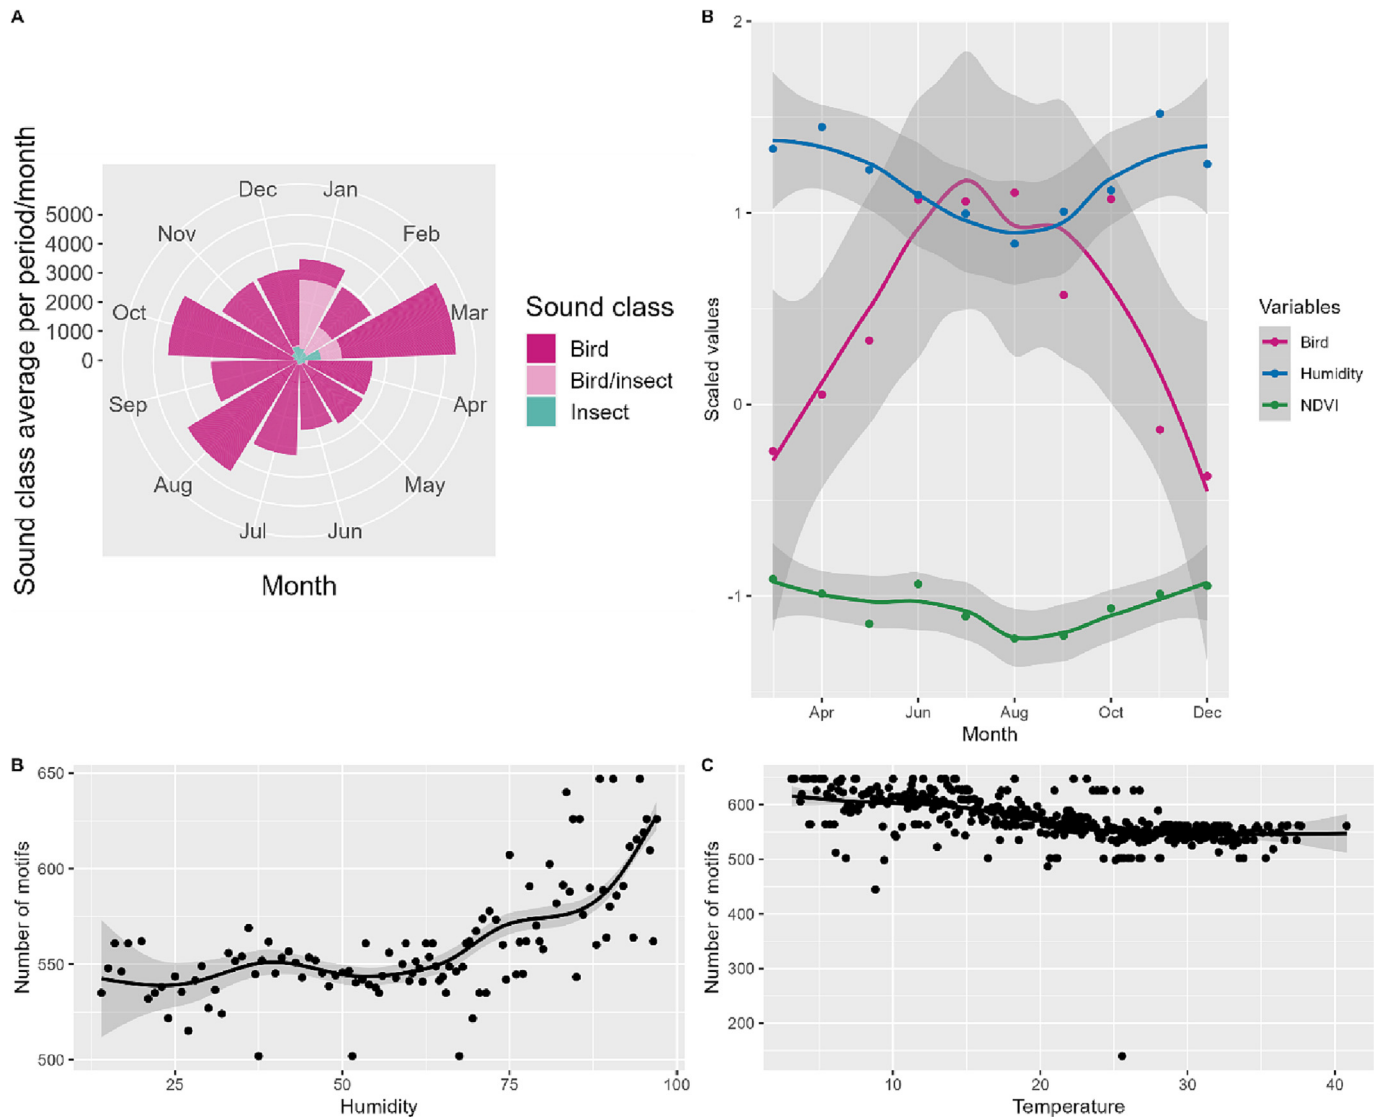 A
Sound class average per period/month
5000
4000
3000
2000
1000
0
Dec
Jan
Nov
Feb
Oct
Mar
Sep
Apr
Aug
May
Jul
Jun
Month
Sound class
Bird
Bird/insect
Insect
B
Scaled values
2
1
0
-1
Apr
Jun
Aug
Oct
Dec
Month
Variables
Bird
Humidity
NDVI
B
Number of motifs
650
600
550
500
25
50
75
100
Humidity
C
Number of motifs
600
500
400
300
200
10
20
30
40
Temperature